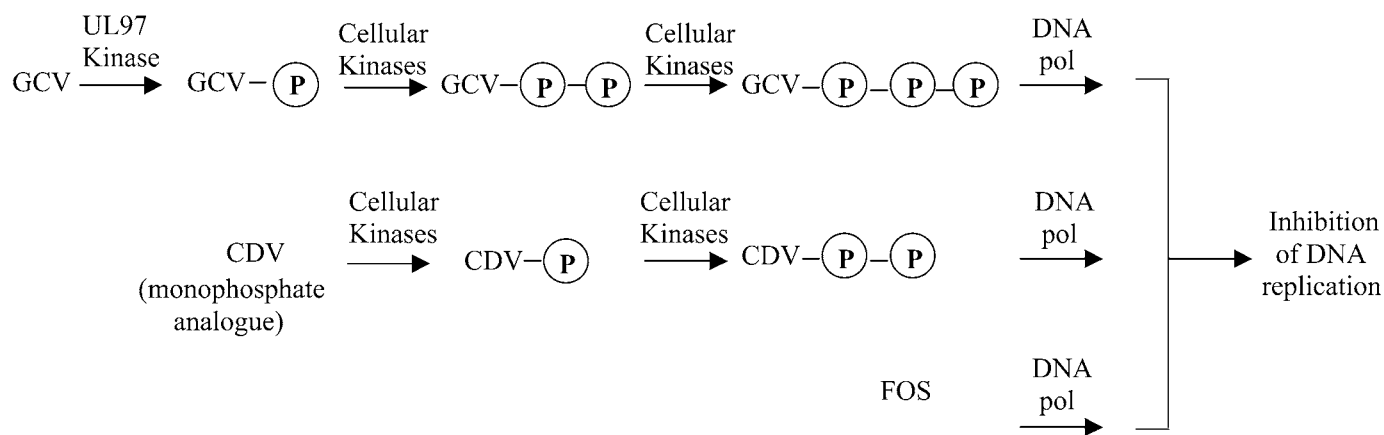 UL97
Kinase
Cellular
Kinases
Cellular
Kinases
DNA
pol
GCV
GCV–P
GCV–P–P
GCV–P–P–P
Cellular
Kinases
Cellular
Kinases
DNA
pol
CDV
(monophosphate
analogue)
CDV–P
CDV–P–P
Inhibition
of DNA
replication
FOS
DNA
pol